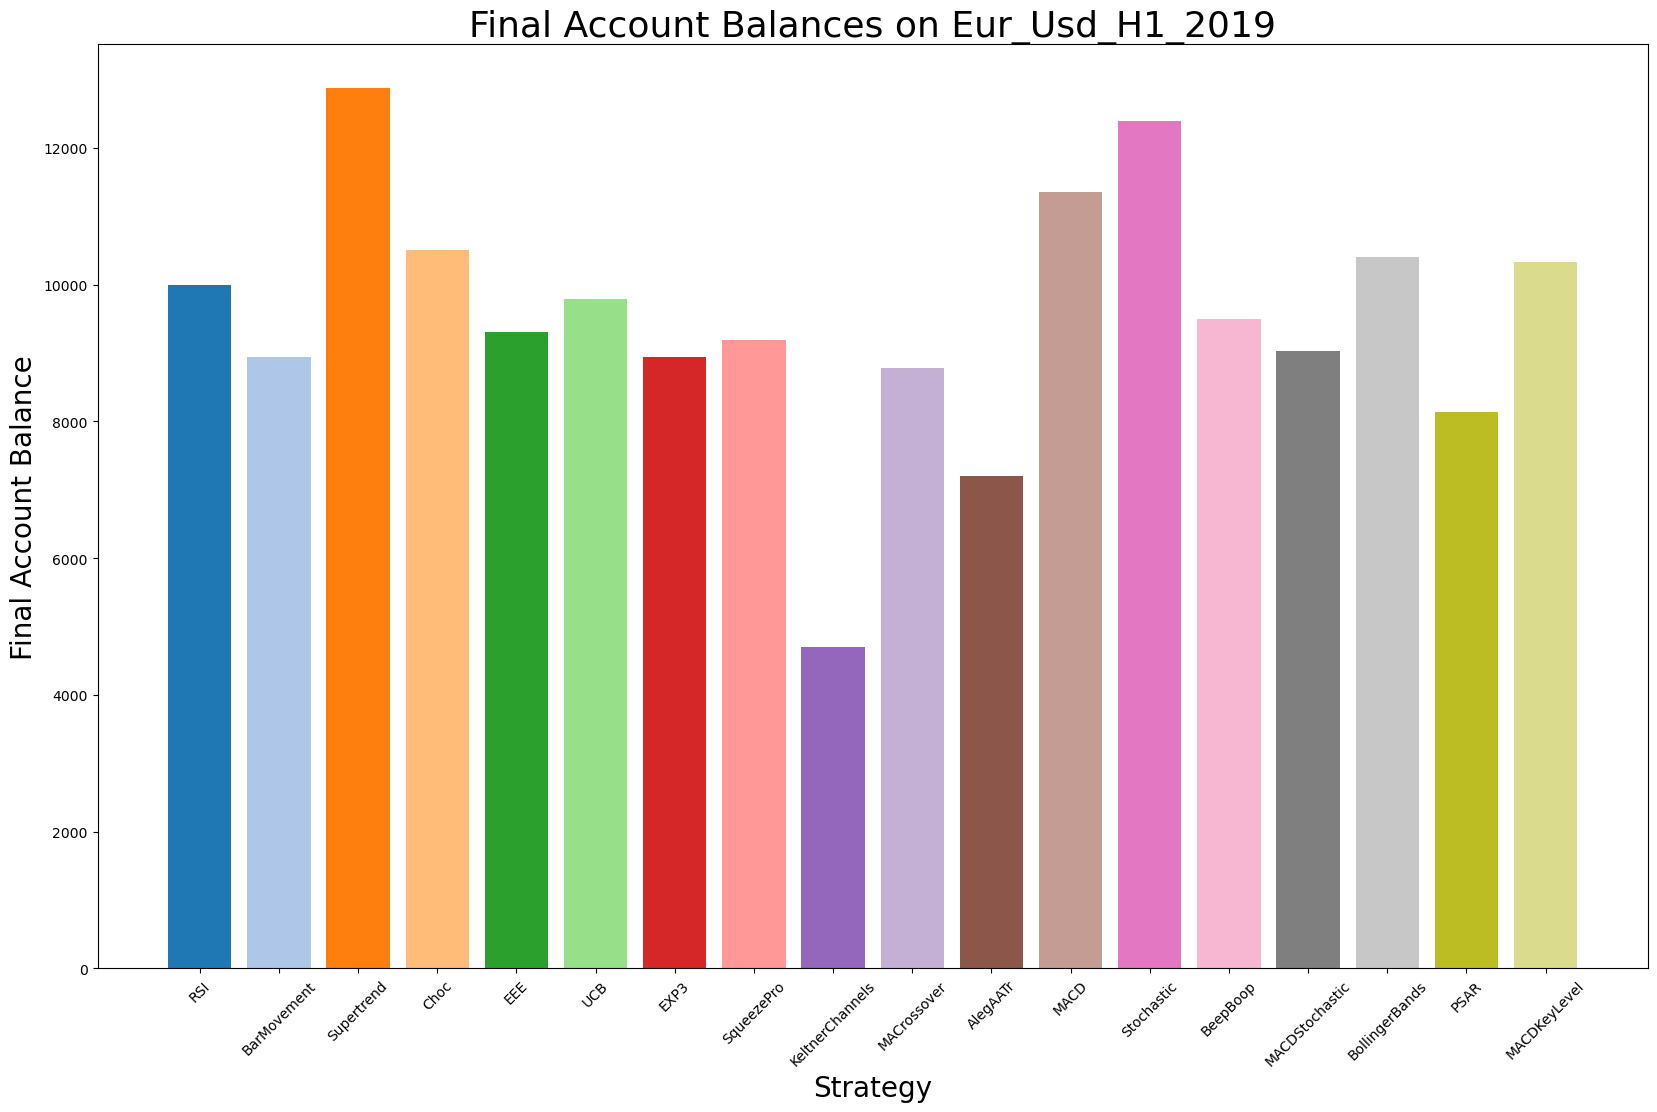 Final Account Balances on Eur_Usd_H1_2019
Final Account Balance
12000
10000
8000
6000
4000
2000
0
RSI
BarMovement
Supertrend
Choc
EEE
UCB
EXP3
SqueezePro
KeltnerChannels
MACrossover
AlegAATr
MACD
Stochastic
BeepBoop
MACDStochastic
BollingerBands
PSAR
MACDKeyLevel
Strategy